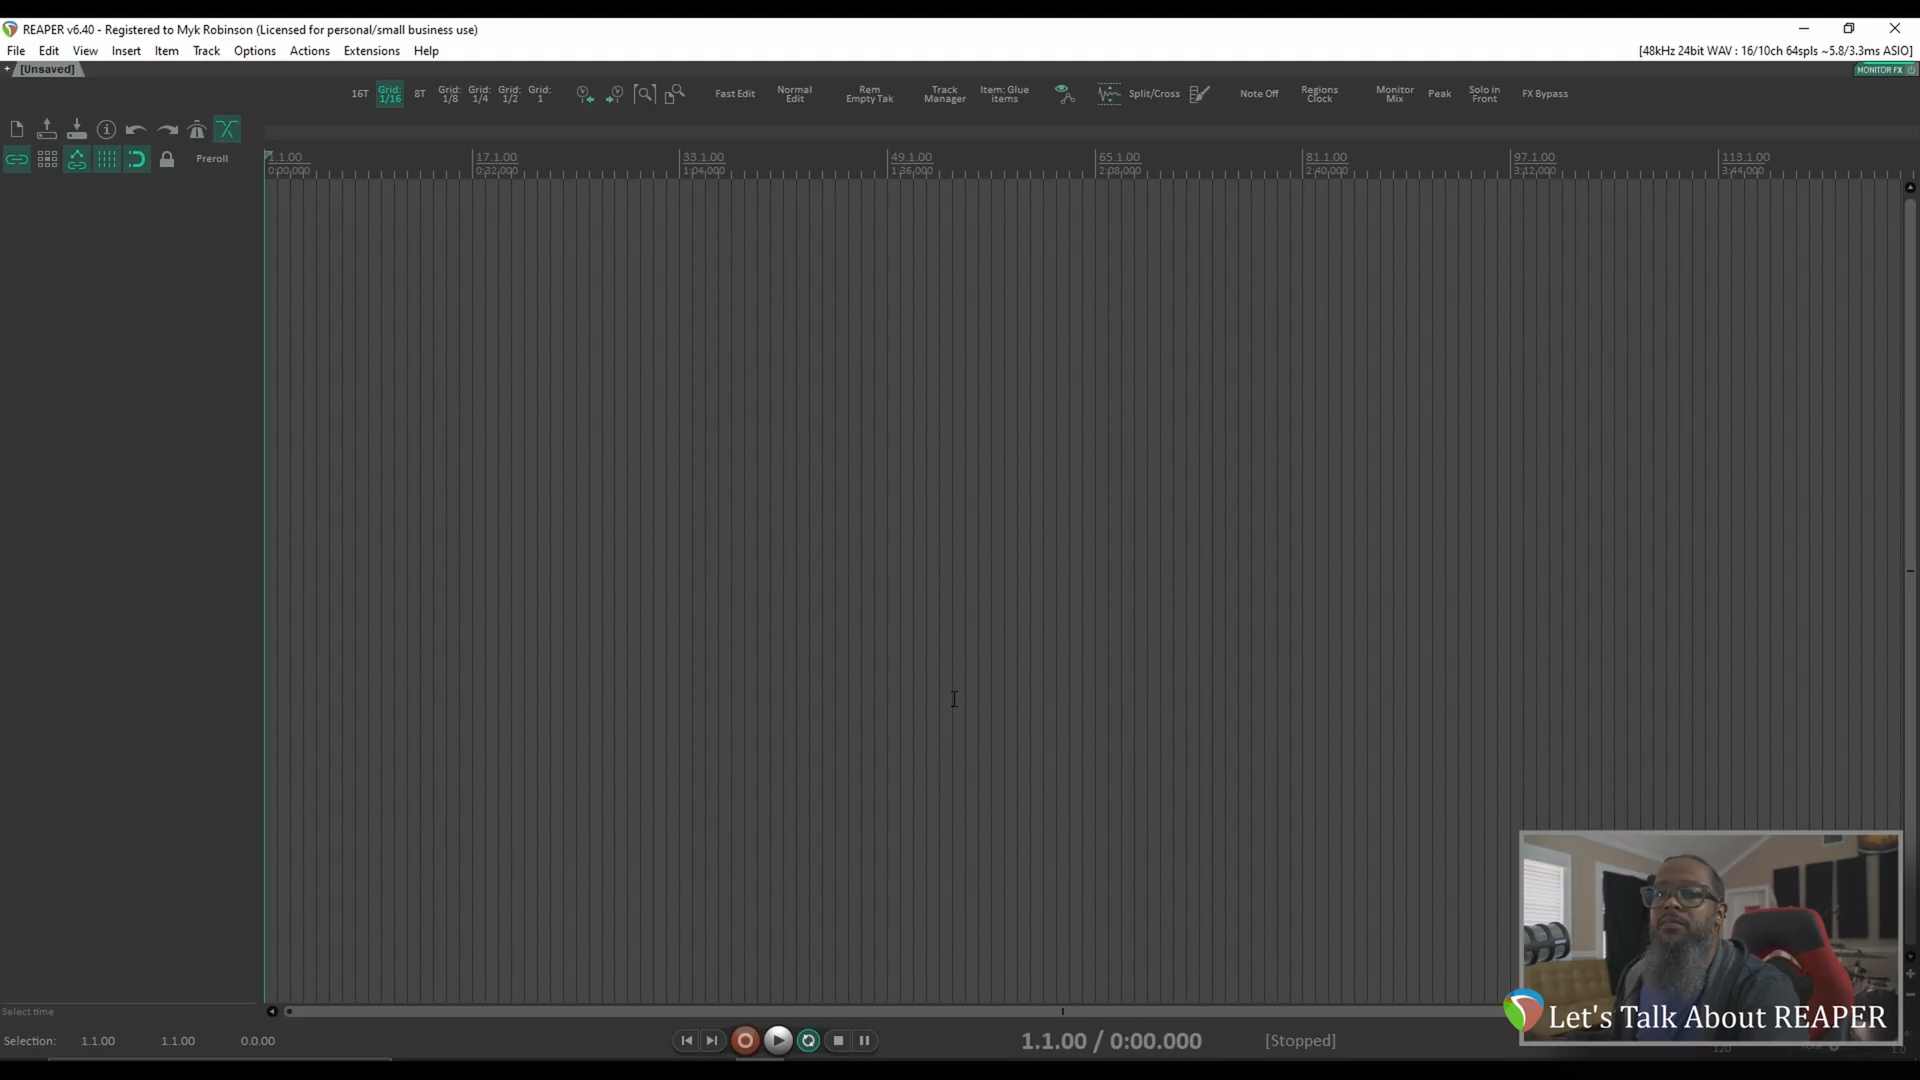 REAPER v6.40 - Registered to Myk Robinson (Licensed for personal/small business use)
File Edit View Insert Item Track Options Actions Extensions Help
[48kHz 24bit WAV : 16/10ch 64spls ~5.8/3.3ms ASIO]
+ [Unsaved]
MONITOR FX
16T
Grid: 1/16
8T
Grid: 1/8
Grid: 1/4
Grid: 1/2
Grid: 1
Fast Edit
Normal Edit
Rem Empty Tak
Track Manager
Item: Glue items
Split/Cross
Note Off
Regions Clock
Monitor Mix
Peak
Solo in Front
FX Bypass
Preroll
1.1.00 17.1.00 33.1.00 49.1.00 65.1.00 81.1.00 97.1.00 113.1.00
0:00.000 0:32.000 1:04.000 1:36.000 2:08.000 2:40.000 3:12.000 3:44.000
Select time
Let's Talk About REAPER
Selection: 1.1.00 1.1.00 0.0.00
1.1.00 / 0:00.000
[Stopped]
120